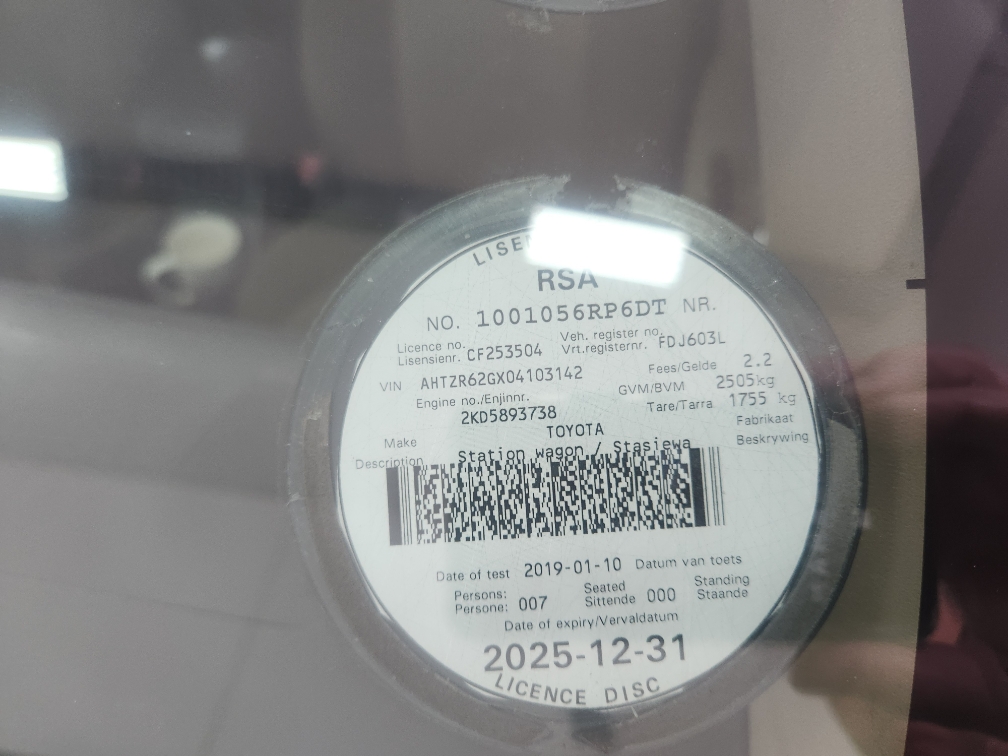 RSA
NO. 1001056RP6DT NR.
Licence no. Veh. register no.
Lisensienr. CF253504 Vrt.registernr. FDJ603L
VIN AHTZR62GX04103142 Fees/Gelde 2.2
Engine no./Enjinnr. GVM/BVM 2505kg
2KD5893738 Tare/Tarra 1755 kg
Make TOYOTA Fabrikaat
Description Station wagon / Stasiewa Beskrywing
Date of test 2019-01-10 Datum van toets
Persons: Seated Standing
Persone: 007 Sittende 000 Staande
Date of expiry/Vervaldatum
2025-12-31
LICENCE DISC